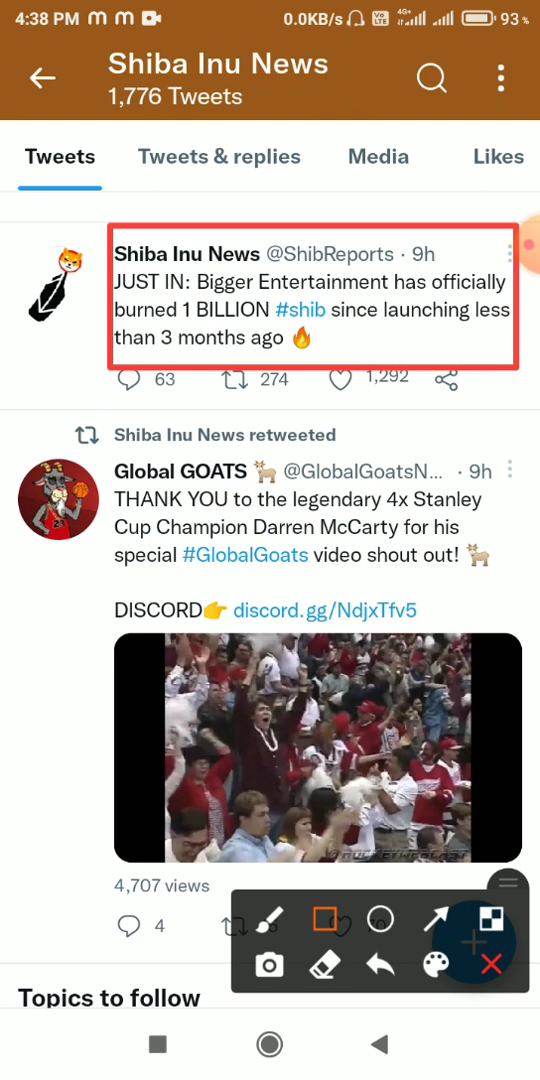 4:38 PM
0.0KB/s Vo LTE 4G+ 93 %
Shiba Inu News
1,776 Tweets
Tweets Tweets & replies Media Likes
Shiba Inu News @ShibReports · 9h
JUST IN: Bigger Entertainment has officially
burned 1 BILLION #shib since launching less
than 3 months ago 🔥
63 274 1,292
Shiba Inu News retweeted
Global GOATS 🐐 @GlobalGoatsN... · 9h
THANK YOU to the legendary 4x Stanley
Cup Champion Darren McCarty for his
special #GlobalGoats video shout out! 🐐
DISCORD👉 discord.gg/NdjxTfv5
23
4,707 views
4
Topics to follow